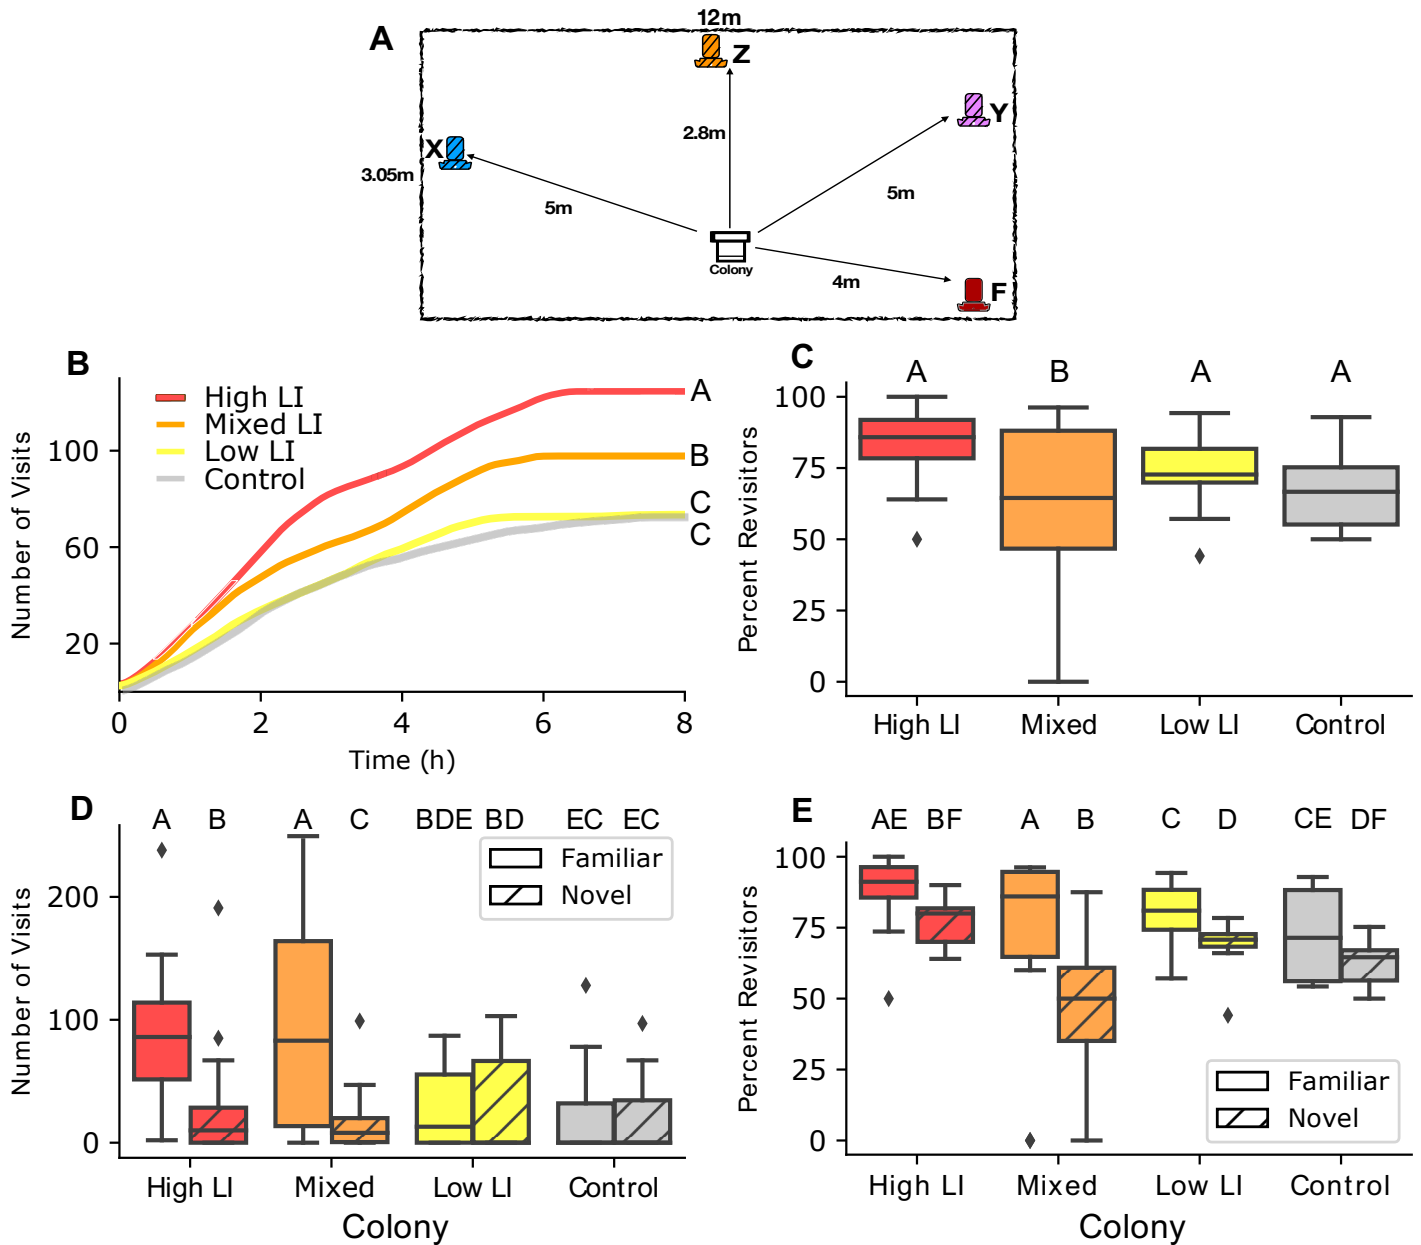 A
12m
Z
Y
2.8m
X
3.05m
5m
5m
Colony
4m
F
B
High LI
Mixed LI
Low LI
Control
A
B
C
C
Number of Visits
100
60
20
0 2 4 6 8
Time (h)
C
A B A A
Percent Revisitors
100
75
50
25
0
High LI Mixed Low LI Control
D
A B A C BDE BD EC EC
Familiar
Novel
Number of Visits
200
100
0
High LI Mixed Low LI Control
Colony
E
AE BF A B C D CE DF
Percent Revisitors
100
75
50
25
0
Familiar
Novel
High LI Mixed Low LI Control
Colony